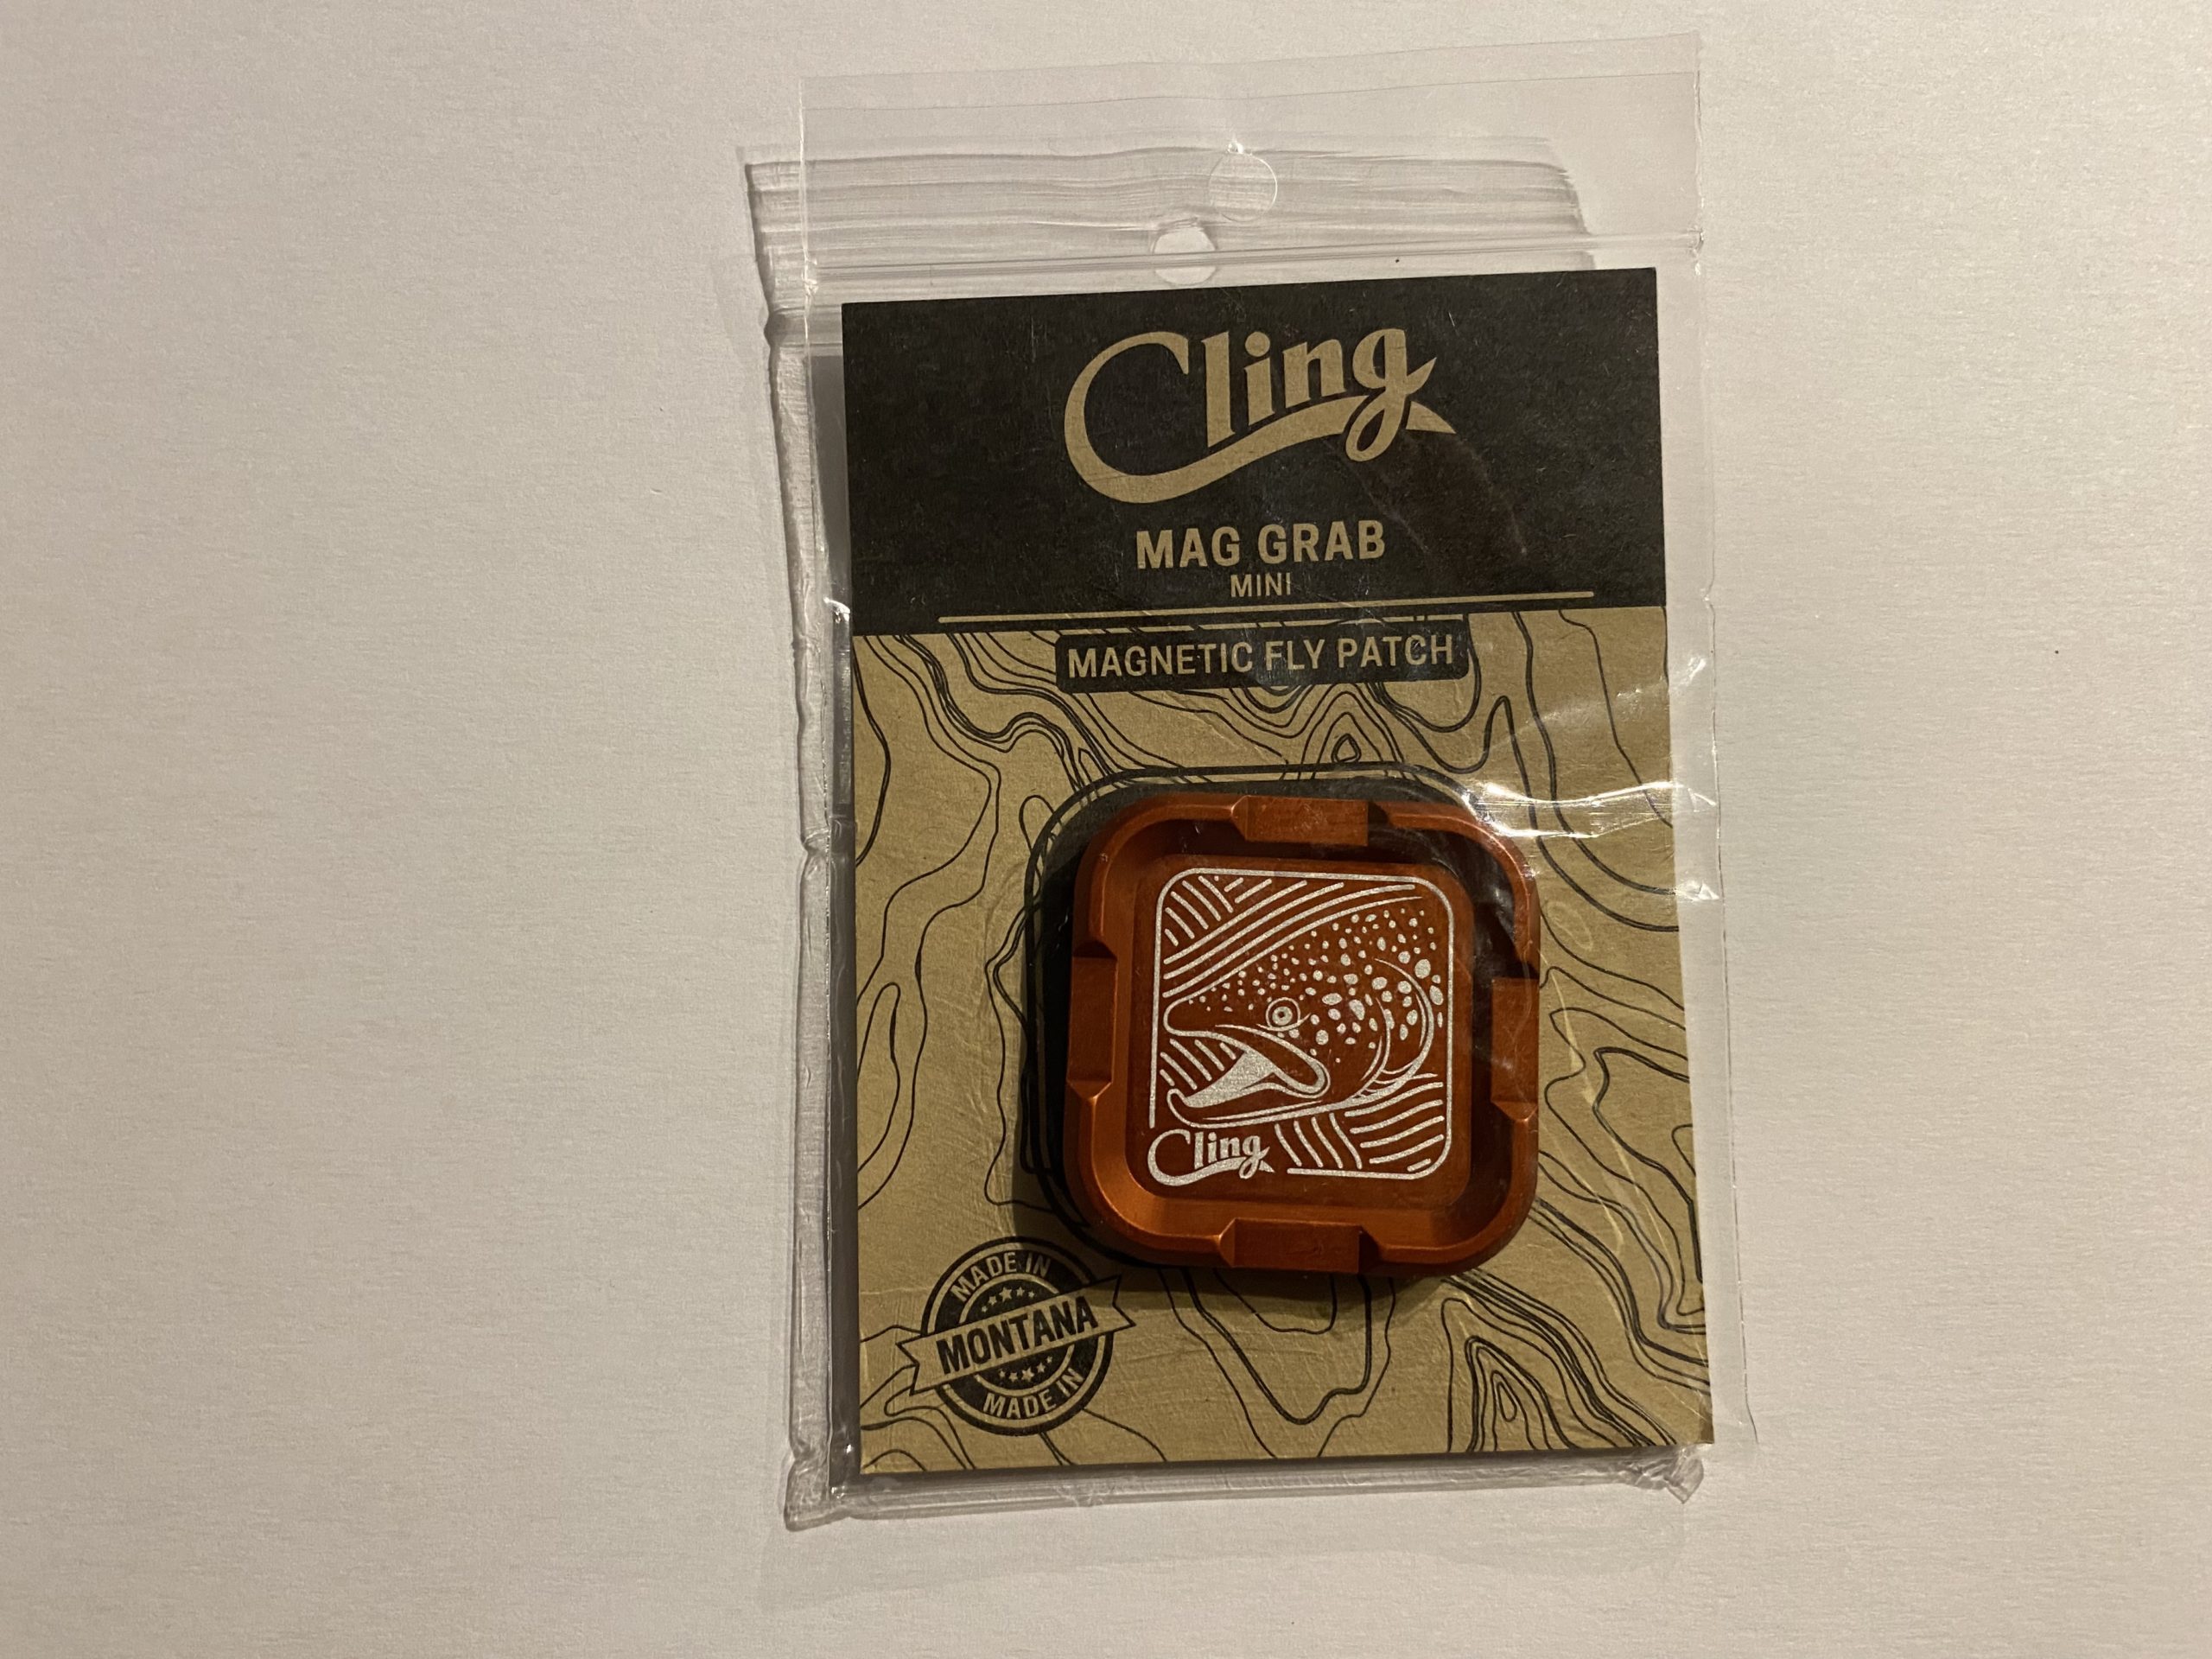 Cling
MAG GRAB
MINI
MAGNETIC FLY PATCH
Cling
MADE IN
MONTANA
MADE IN